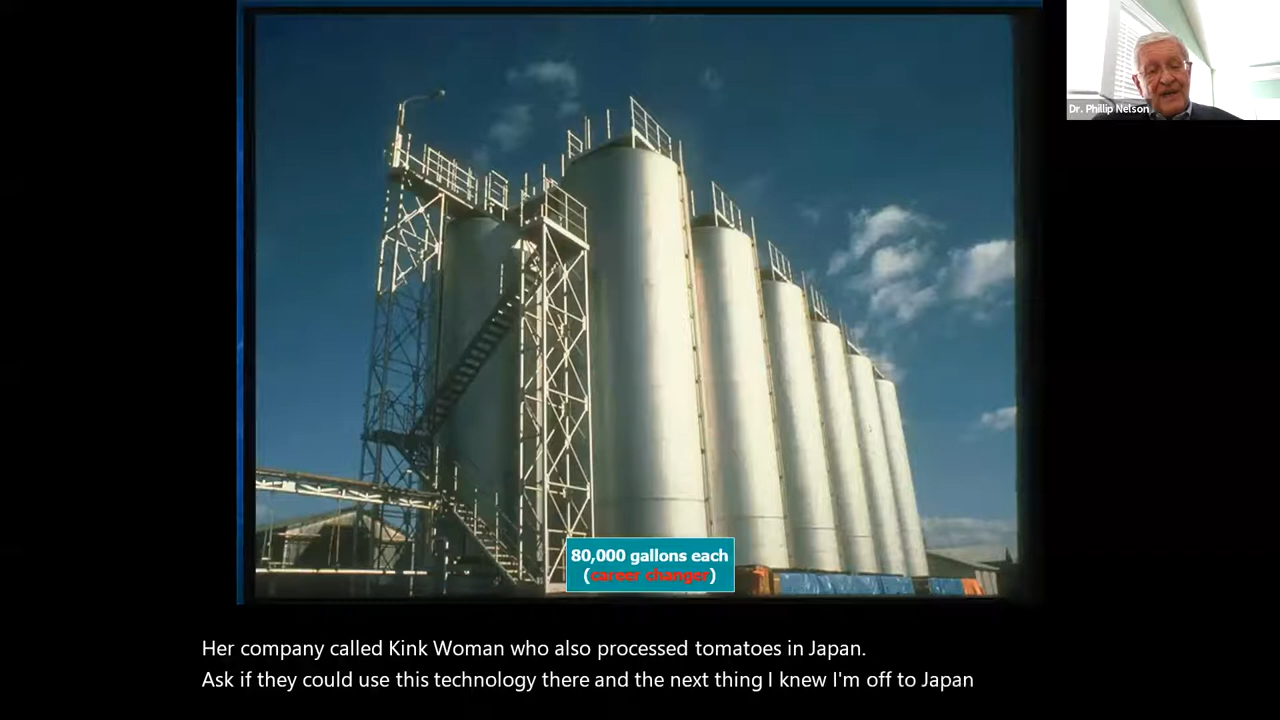 Dr. Phillip Nelson
80,000 gallons each
(career changer)
Her company called Kink Woman who also processed tomatoes in Japan.
Ask if they could use this technology there and the next thing I knew I'm off to Japan